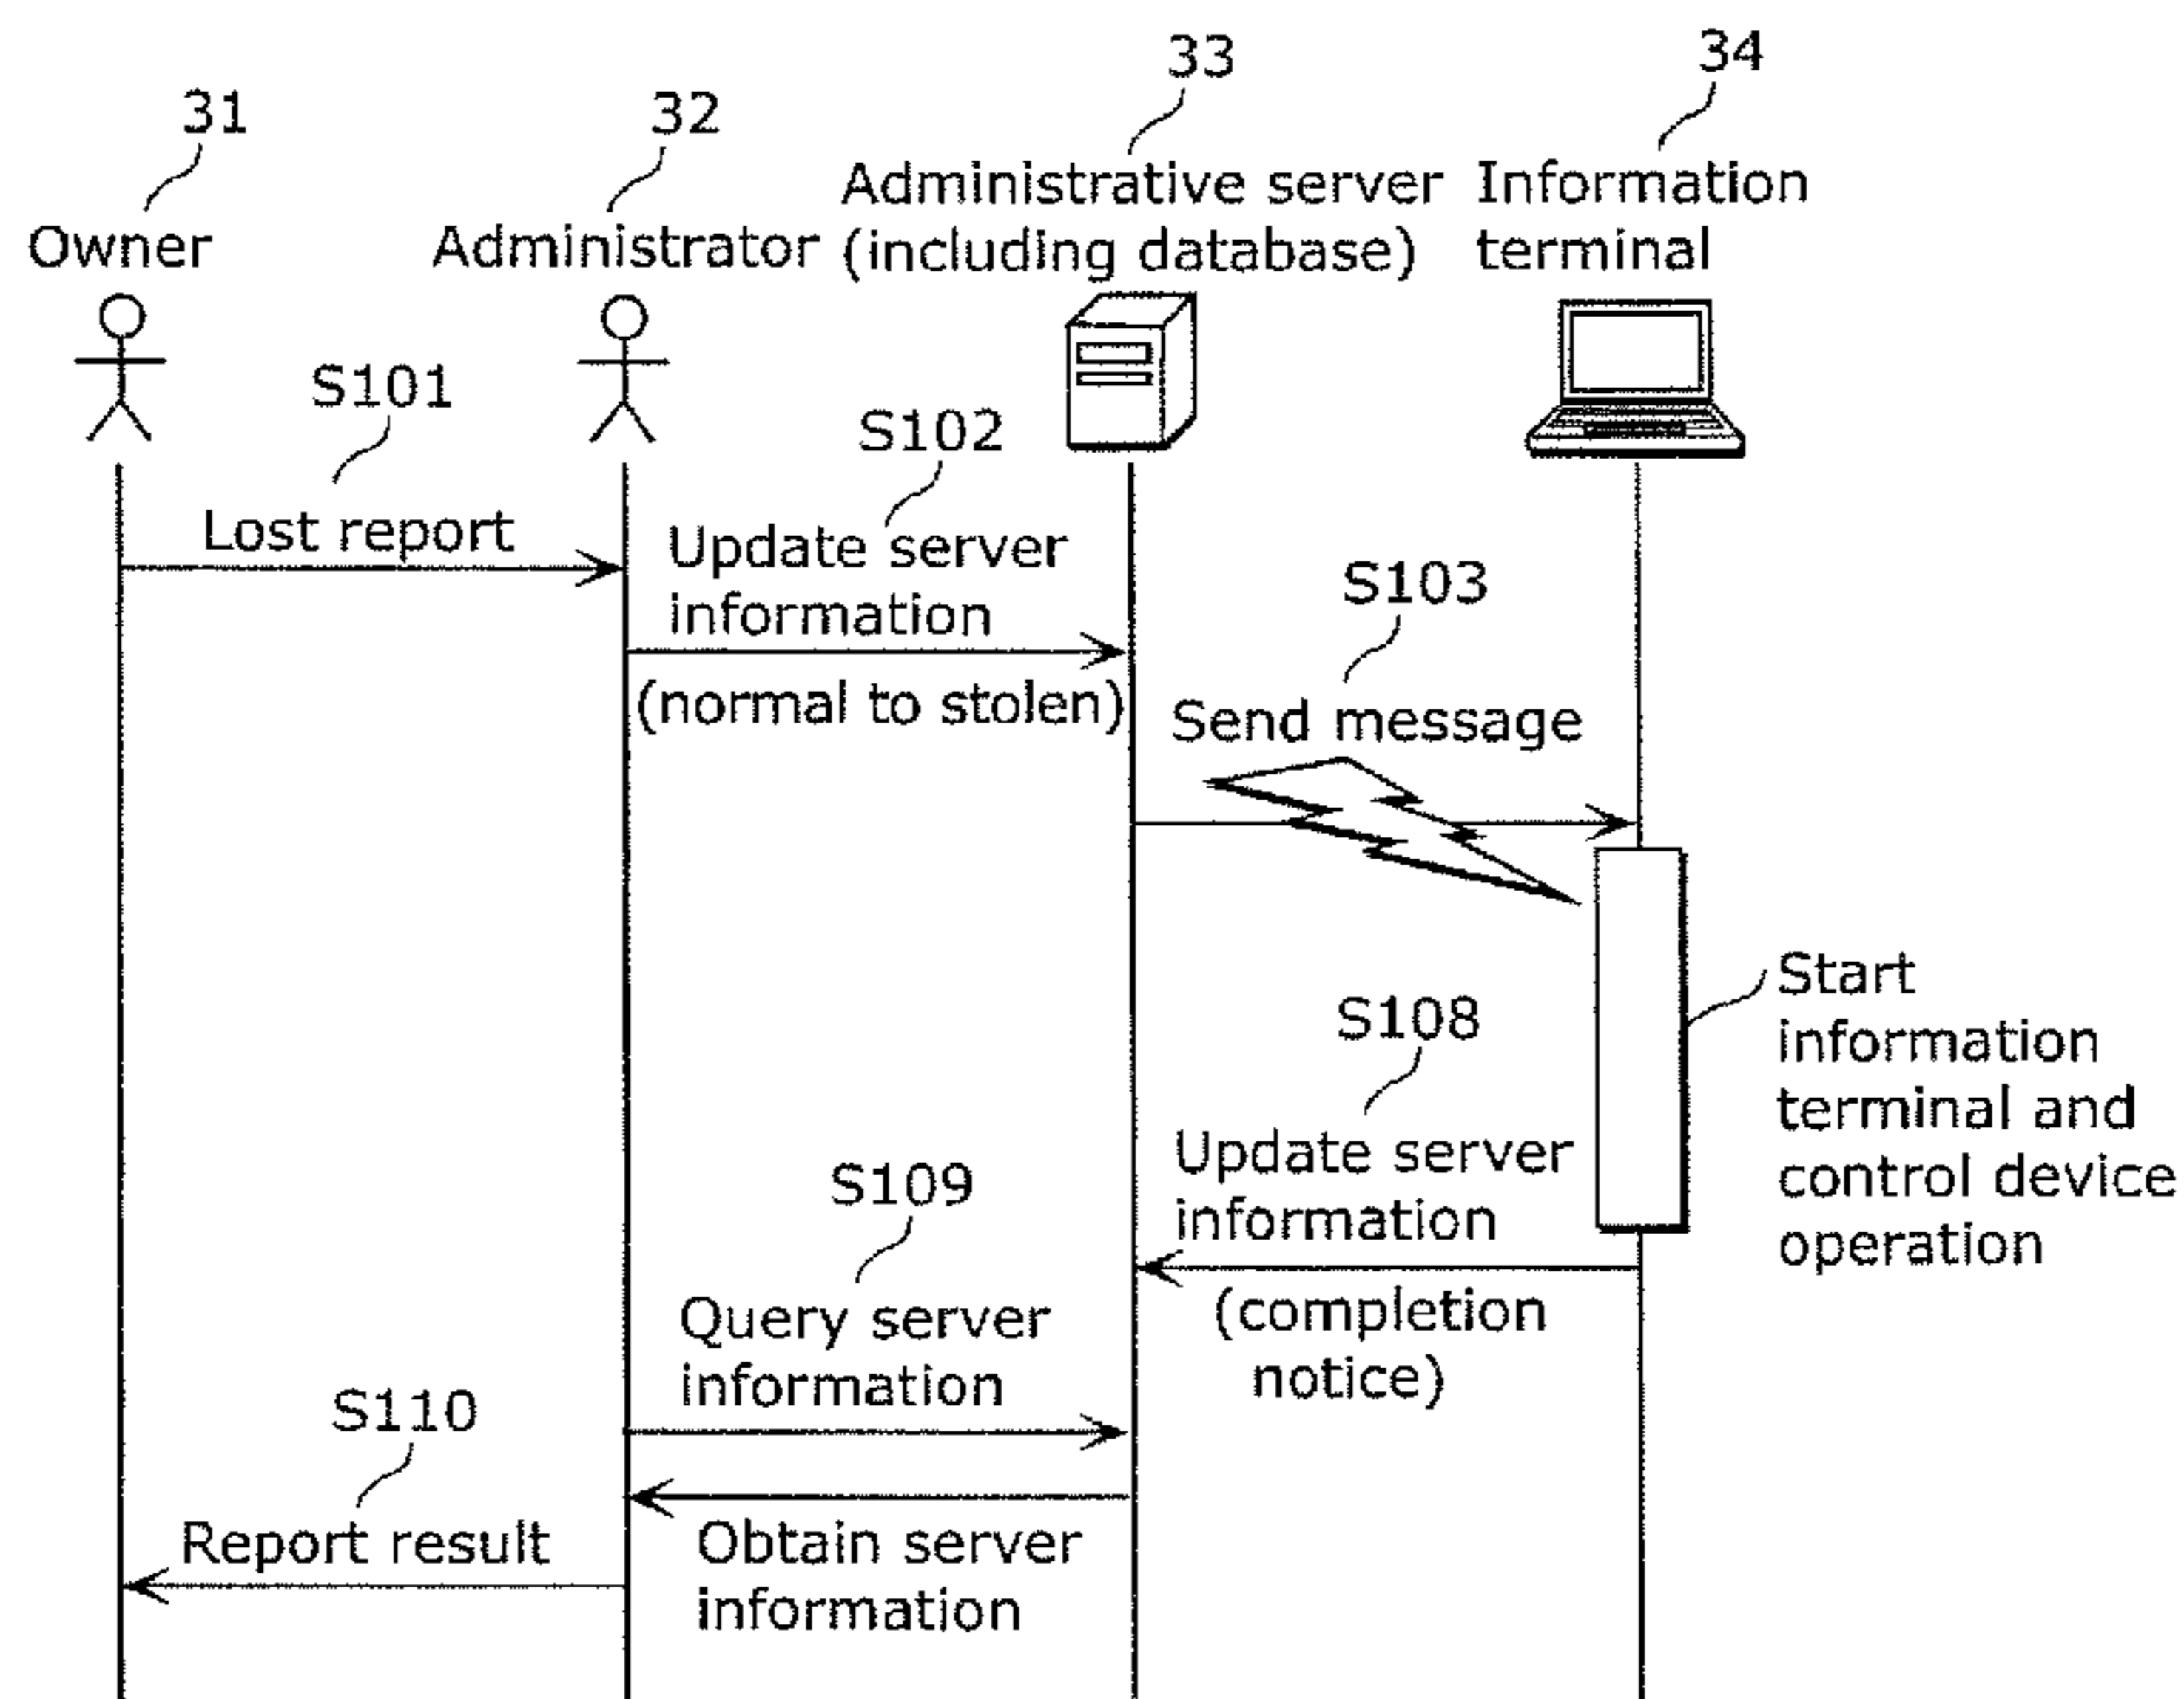 31
32
33
34
Owner
Administrator
Administrative server
(including database)
Information
terminal
S101
Lost report
S102
Update server
information
(normal to stolen)
S103
Send message
Start
information
terminal and
control device
operation
S108
Update server
information
(completion
notice)
S109
Query server
information
Obtain server
information
S110
Report result